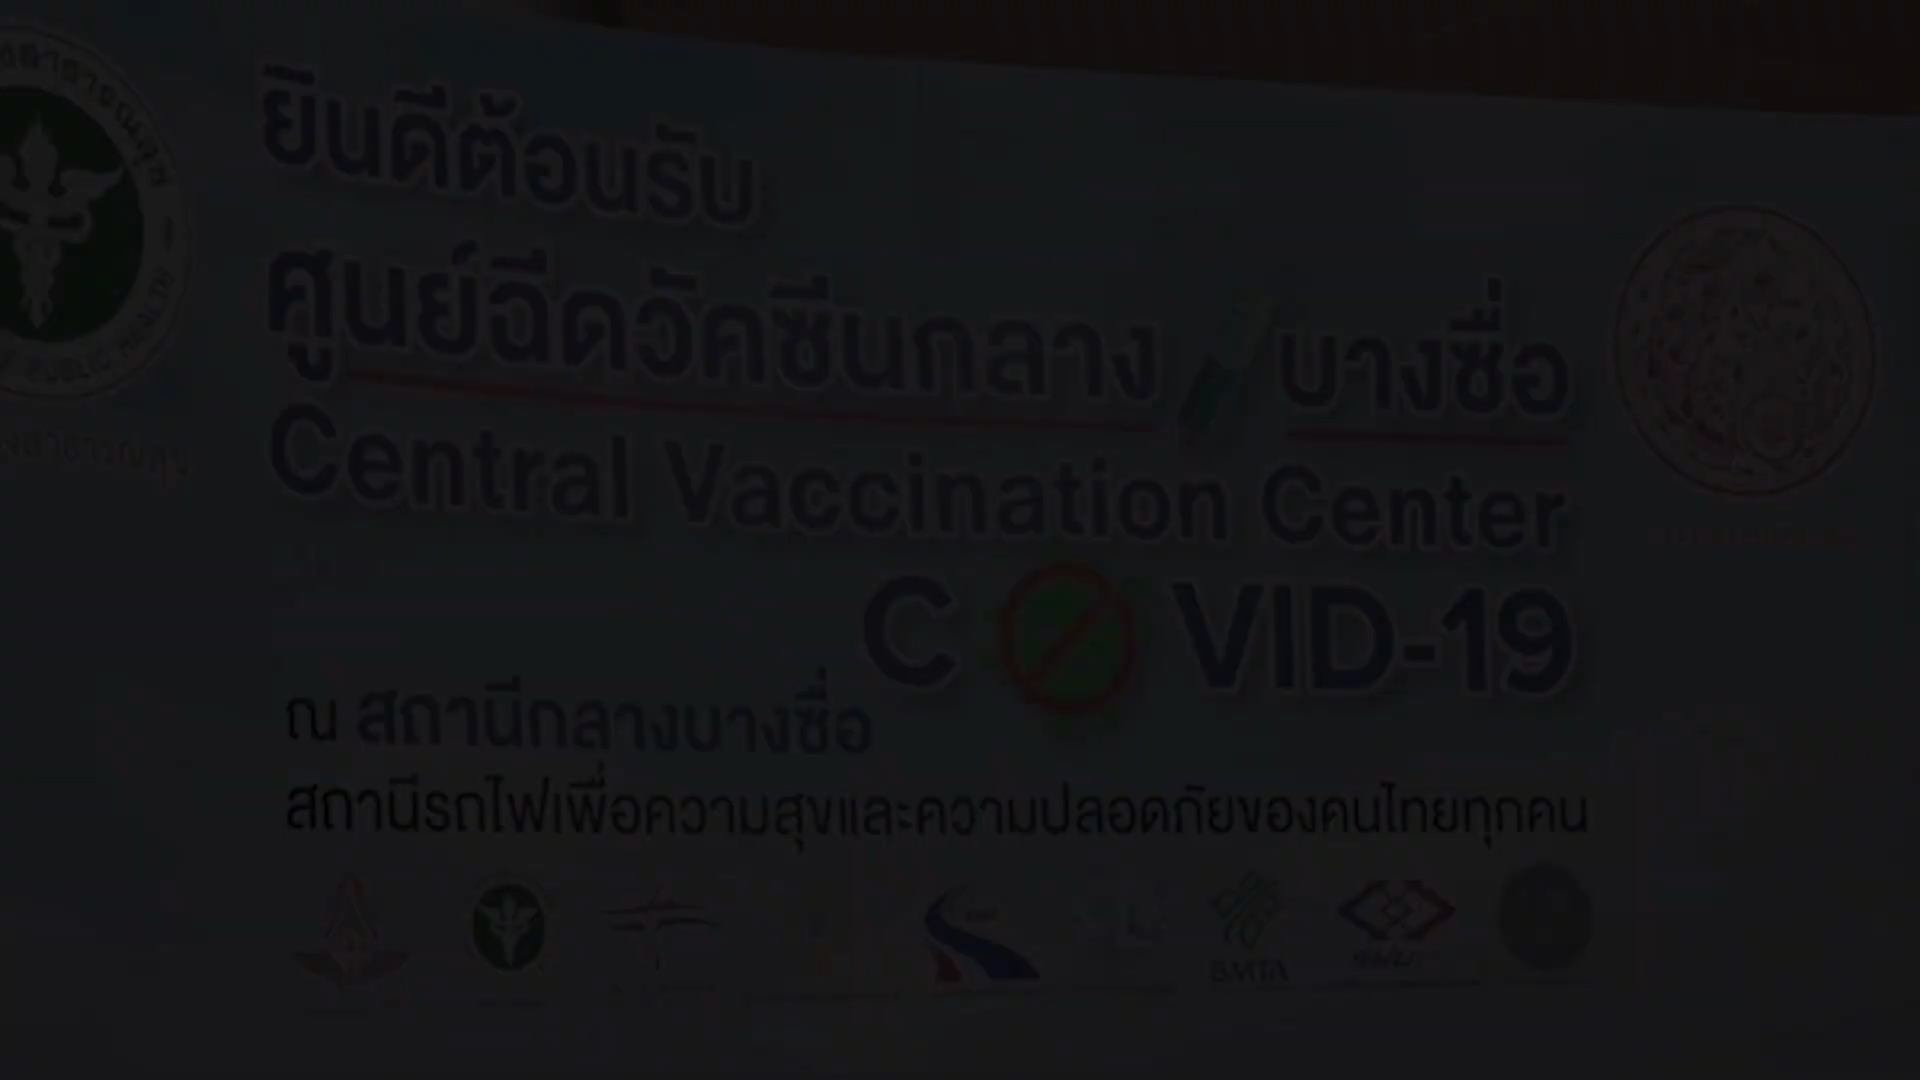 ยินดีต้อนรับ
ศูนย์ฉีดวัคซีนกลาง บางซื่อ
Central Vaccination Center
COVID-19
ณ สถานีกลางบางซื่อ
สถานีรถไฟเพื่อความสุขและความปลอดภัยของคนไทยทุกคน
BMTA